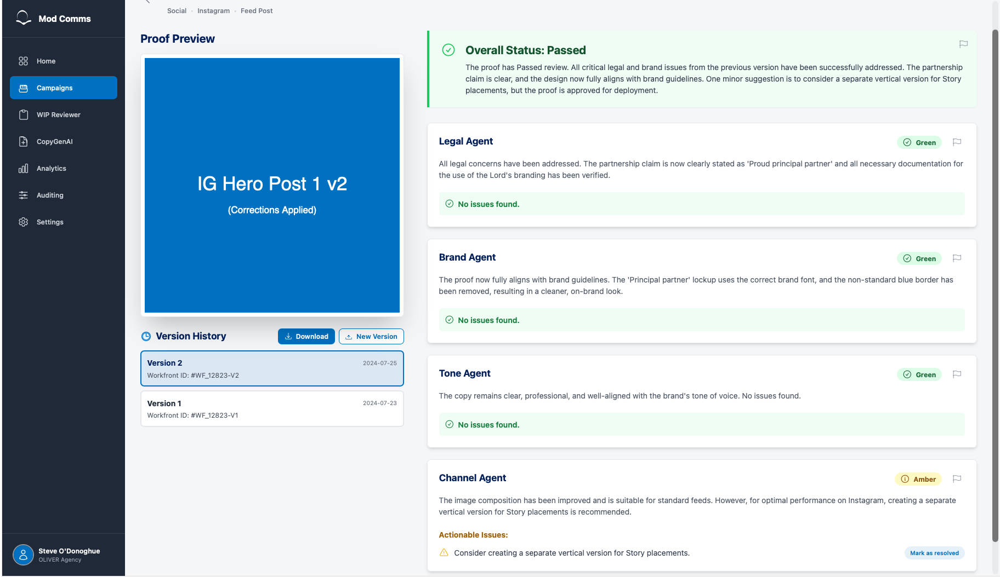 Mod Comms
Home
Campaigns
WIP Reviewer
CopyGenAI
Analytics
Auditing
Settings
Steve O'Donoghue
OLIVER Agency
Social • Instagram • Feed Post
Proof Preview
IG Hero Post 1 v2
(Corrections Applied)
Version History
Download
New Version
Version 2
2024-07-25
Workfront ID: #WF_12823-V2
Version 1
2024-07-23
Workfront ID: #WF_12823-V1
Overall Status: Passed
The proof has Passed review. All critical legal and brand issues from the previous version have been successfully addressed. The partnership
claim is clear, and the design now fully aligns with brand guidelines. One minor suggestion is to consider a separate vertical version for Story
placements, but the proof is approved for deployment.
Legal Agent
Green
All legal concerns have been addressed. The partnership claim is now clearly stated as 'Proud principal partner' and all necessary documentation for
the use of the Lord's branding has been verified.
No issues found.
Brand Agent
Green
The proof now fully aligns with brand guidelines. The 'Principal partner' lockup uses the correct brand font, and the non-standard blue border has
been removed, resulting in a cleaner, on-brand look.
No issues found.
Tone Agent
Green
The copy remains clear, professional, and well-aligned with the brand's tone of voice. No issues found.
No issues found.
Channel Agent
Amber
The image composition has been improved and is suitable for standard feeds. However, for optimal performance on Instagram, creating a separate
vertical version for Story placements is recommended.
Actionable Issues:
Consider creating a separate vertical version for Story placements.
Mark as resolved